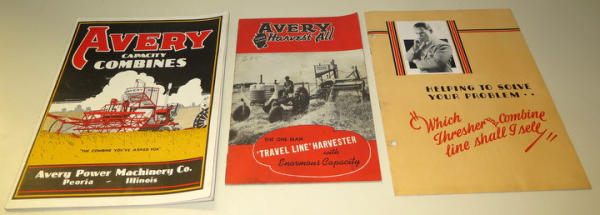 AVERY
CAPACITY
COMBINES
"THE COMBINE YOU'VE ASKED FOR"
Avery Power Machinery Co.
Peoria - Illinois
AVERY
Harvest-All
THE ONE MAN
"TRAVEL LINE" HARVESTER
with
Enormous Capacity
HELPING TO SOLVE
YOUR PROBLEM··
"Which
Thresher and Combine
line shall I sell"